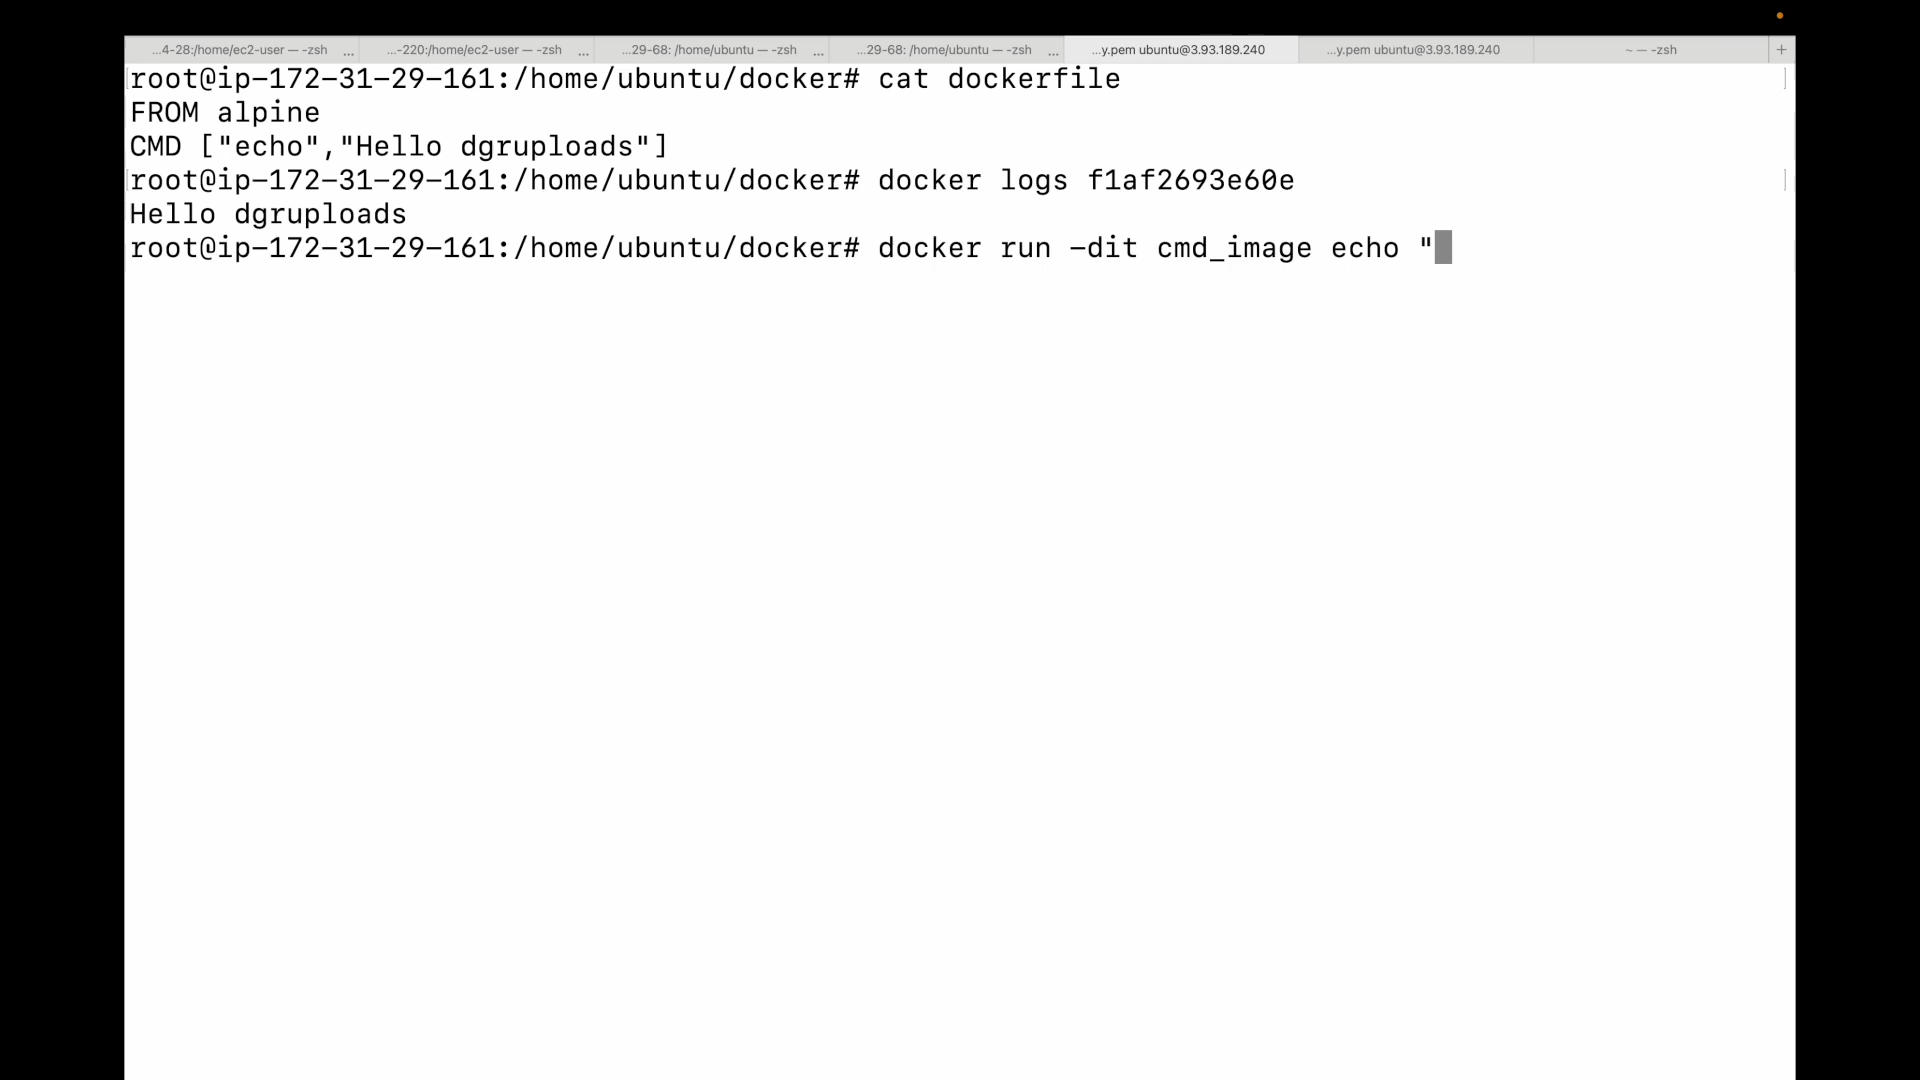 ...4-28:/home/ec2-user — -zsh ... ...-220:/home/ec2-user — -zsh ... ...29-68: /home/ubuntu — -zsh ... ...29-68: /home/ubuntu — -zsh ... ...y.pem ubuntu@3.93.189.240 ...y.pem ubuntu@3.93.189.240 ~ — -zsh +
root@ip-172-31-29-161:/home/ubuntu/docker# cat dockerfile
FROM alpine
CMD ["echo","Hello dgruploads"]
root@ip-172-31-29-161:/home/ubuntu/docker# docker logs f1af2693e60e
Hello dgruploads
root@ip-172-31-29-161:/home/ubuntu/docker# docker run -dit cmd_image echo "